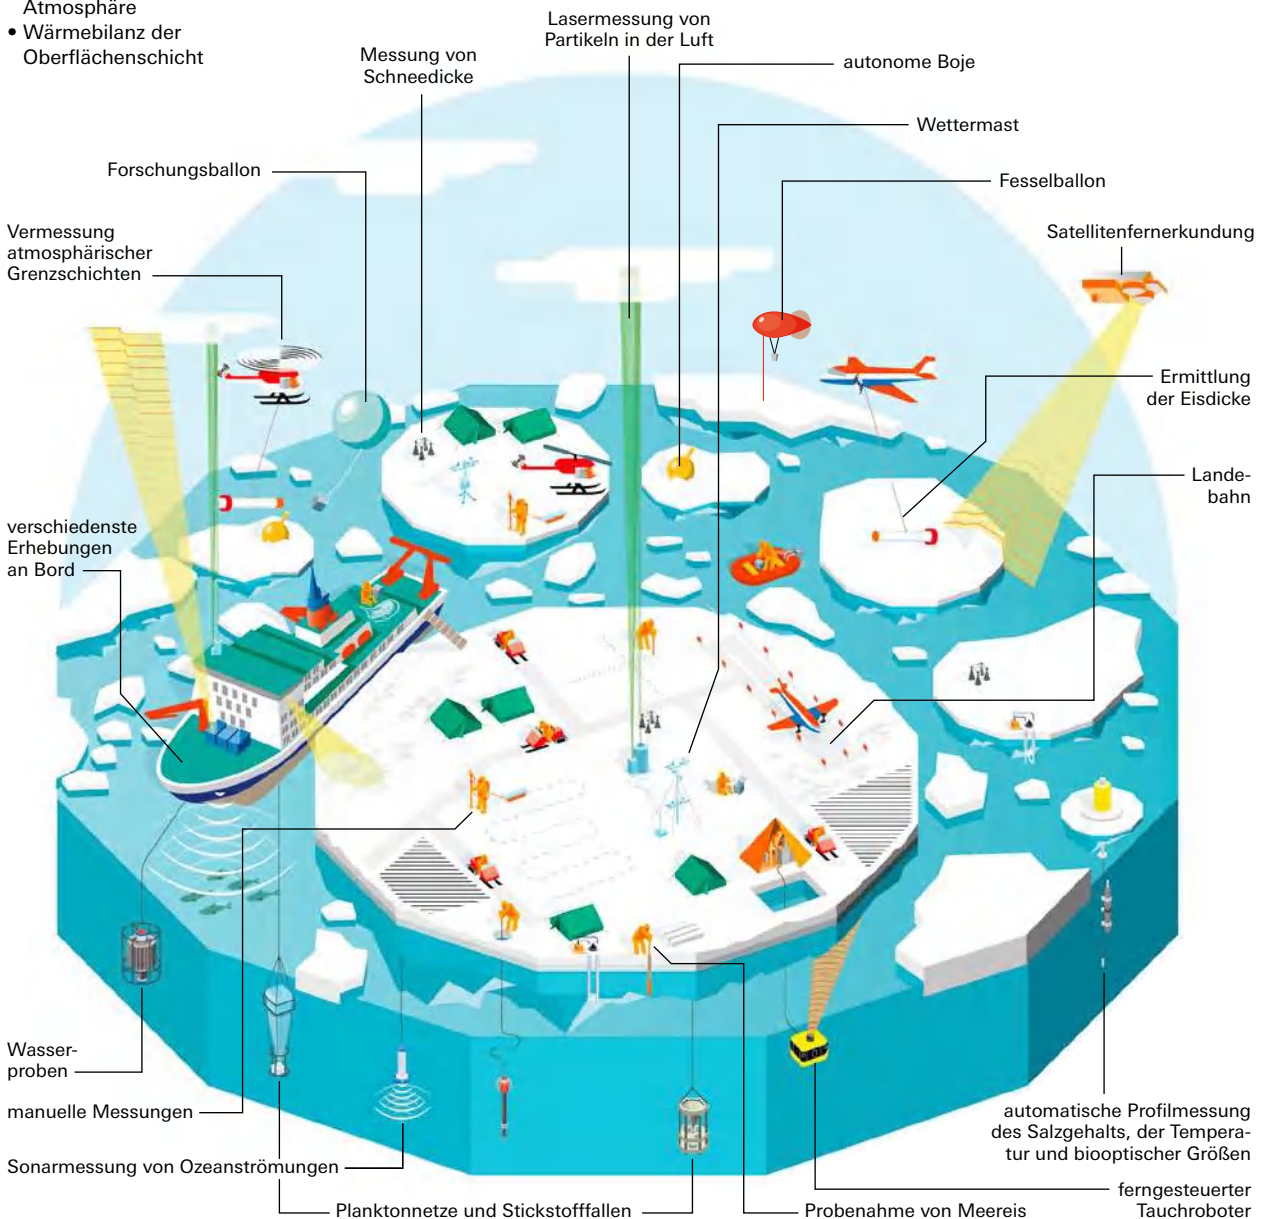 Atmosphäre
• Wärmebilanz der
Oberflächenschicht
Lasermessung von
Partikeln in der Luft
Messung von
Schneedicke
autonome Boje
Wettermast
Forschungsballon
Fesselballon
Vermessung
atmosphärischer
Grenzschichten
Satellitenfernerkundung
Ermittlung
der Eisdicke
Lande-
bahn
verschiedenste
Erhebungen
an Bord
Wasser-
proben
manuelle Messungen
Sonarmessung von Ozeanströmungen
Planktonnetze und Stickstofffallen
Probenahme von Meereis
automatische Profilmessung
des Salzgehalts, der Tempera-
tur und biooptischer Größen
ferngesteuerter
Tauchroboter